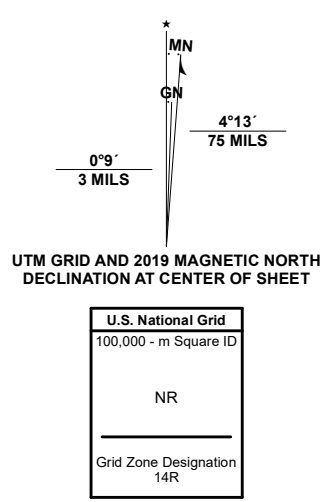 ★
MN
GN
4°13´
75 MILS
0°9´
3 MILS
UTM GRID AND 2019 MAGNETIC NORTH
DECLINATION AT CENTER OF SHEET
U.S. National Grid
100,000 - m Square ID
NR
Grid Zone Designation
14R